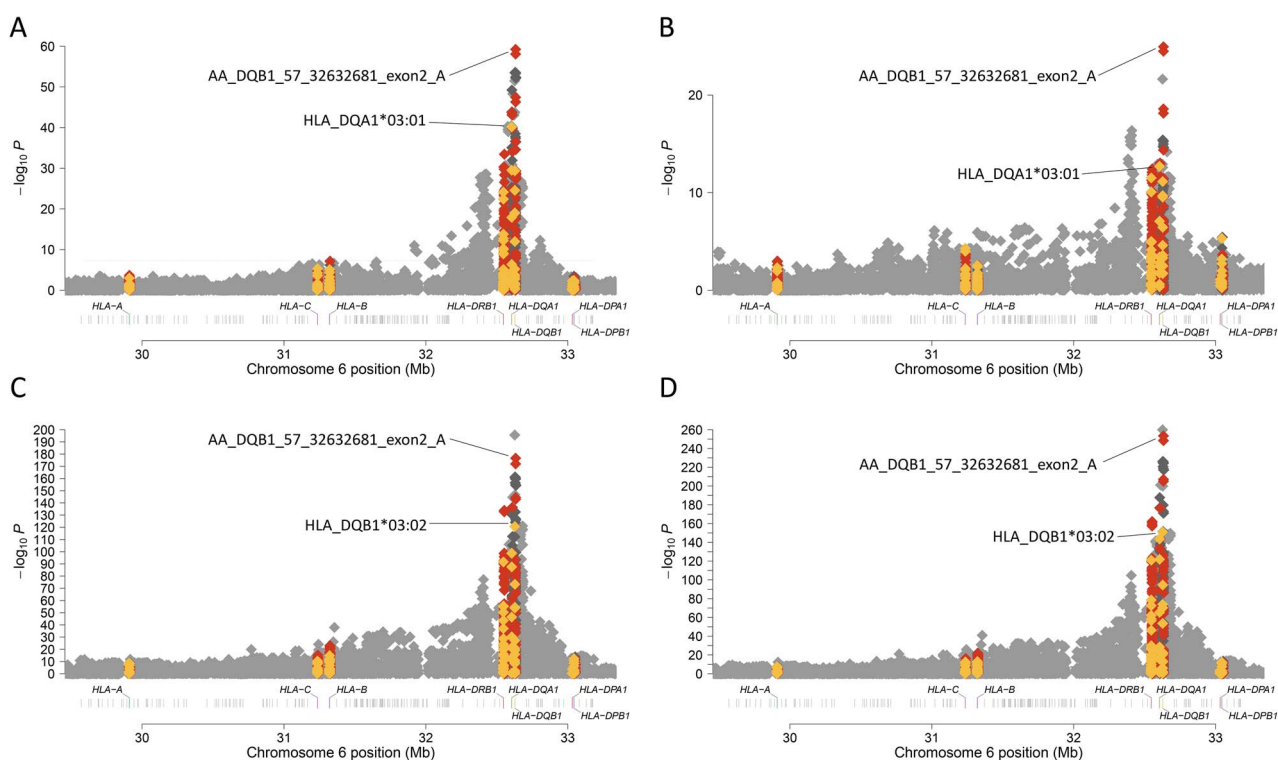 A
−log10 P
60
50
40
30
20
10
0
AA_DQB1_57_32632681_exon2_A
HLA_DQA1*03:01
HLA−A
HLA−C
HLA−B
HLA−DRB1
HLA−DQA1
HLA−DPA1
HLA−DQB1
HLA−DPB1
30
31
32
33
Chromosome 6 position (Mb)
B
−log10 P
20
10
0
AA_DQB1_57_32632681_exon2_A
HLA_DQA1*03:01
HLA−A
HLA−C
HLA−B
HLA−DRB1
HLA−DQA1
HLA−DPA1
HLA−DQB1
HLA−DPB1
30
31
32
33
Chromosome 6 position (Mb)
C
−log10 P
200
190
180
170
160
150
140
130
120
110
100
90
80
70
60
50
40
30
20
10
0
AA_DQB1_57_32632681_exon2_A
HLA_DQB1*03:02
HLA−A
HLA−C
HLA−B
HLA−DRB1
HLA−DQA1
HLA−DPA1
HLA−DQB1
HLA−DPB1
30
31
32
33
Chromosome 6 position (Mb)
D
−log10 P
260
240
220
200
180
160
140
120
100
80
60
40
20
0
AA_DQB1_57_32632681_exon2_A
HLA_DQB1*03:02
HLA−A
HLA−C
HLA−B
HLA−DRB1
HLA−DQA1
HLA−DPA1
HLA−DQB1
HLA−DPB1
30
31
32
33
Chromosome 6 position (Mb)